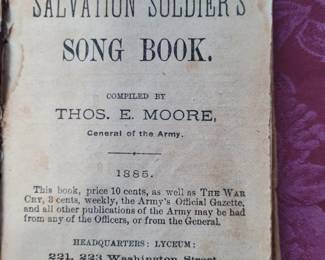 SALVATION SOLDIER'S
SONG BOOK.
COMPILED BY
THOS. E. MOORE,
General of the Army.
1885.
This book, price 10 cents, as well as THE WAR
CRY, 3 cents, weekly, the Army's Official Gazette,
and all other publications of the Army may be had
from any of the Officers, or from the General.
HEADQUARTERS: LYCEUM:
221, 223 Washington Street